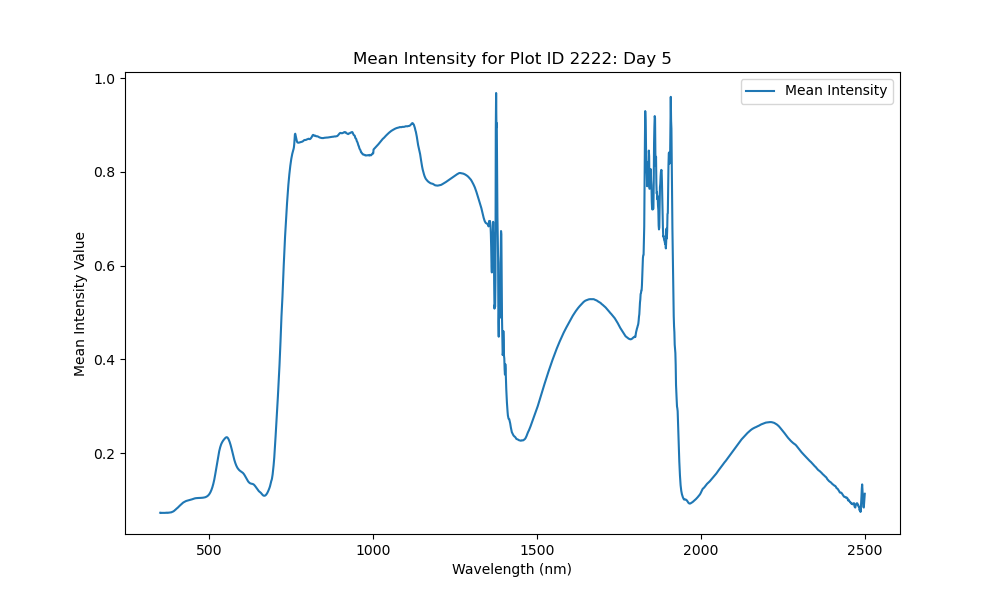 Mean Intensity for Plot ID 2222: Day 5
Mean Intensity
1.0
0.8
0.6
0.4
0.2
Mean Intensity Value
500 1000 1500 2000 2500
Wavelength (nm)